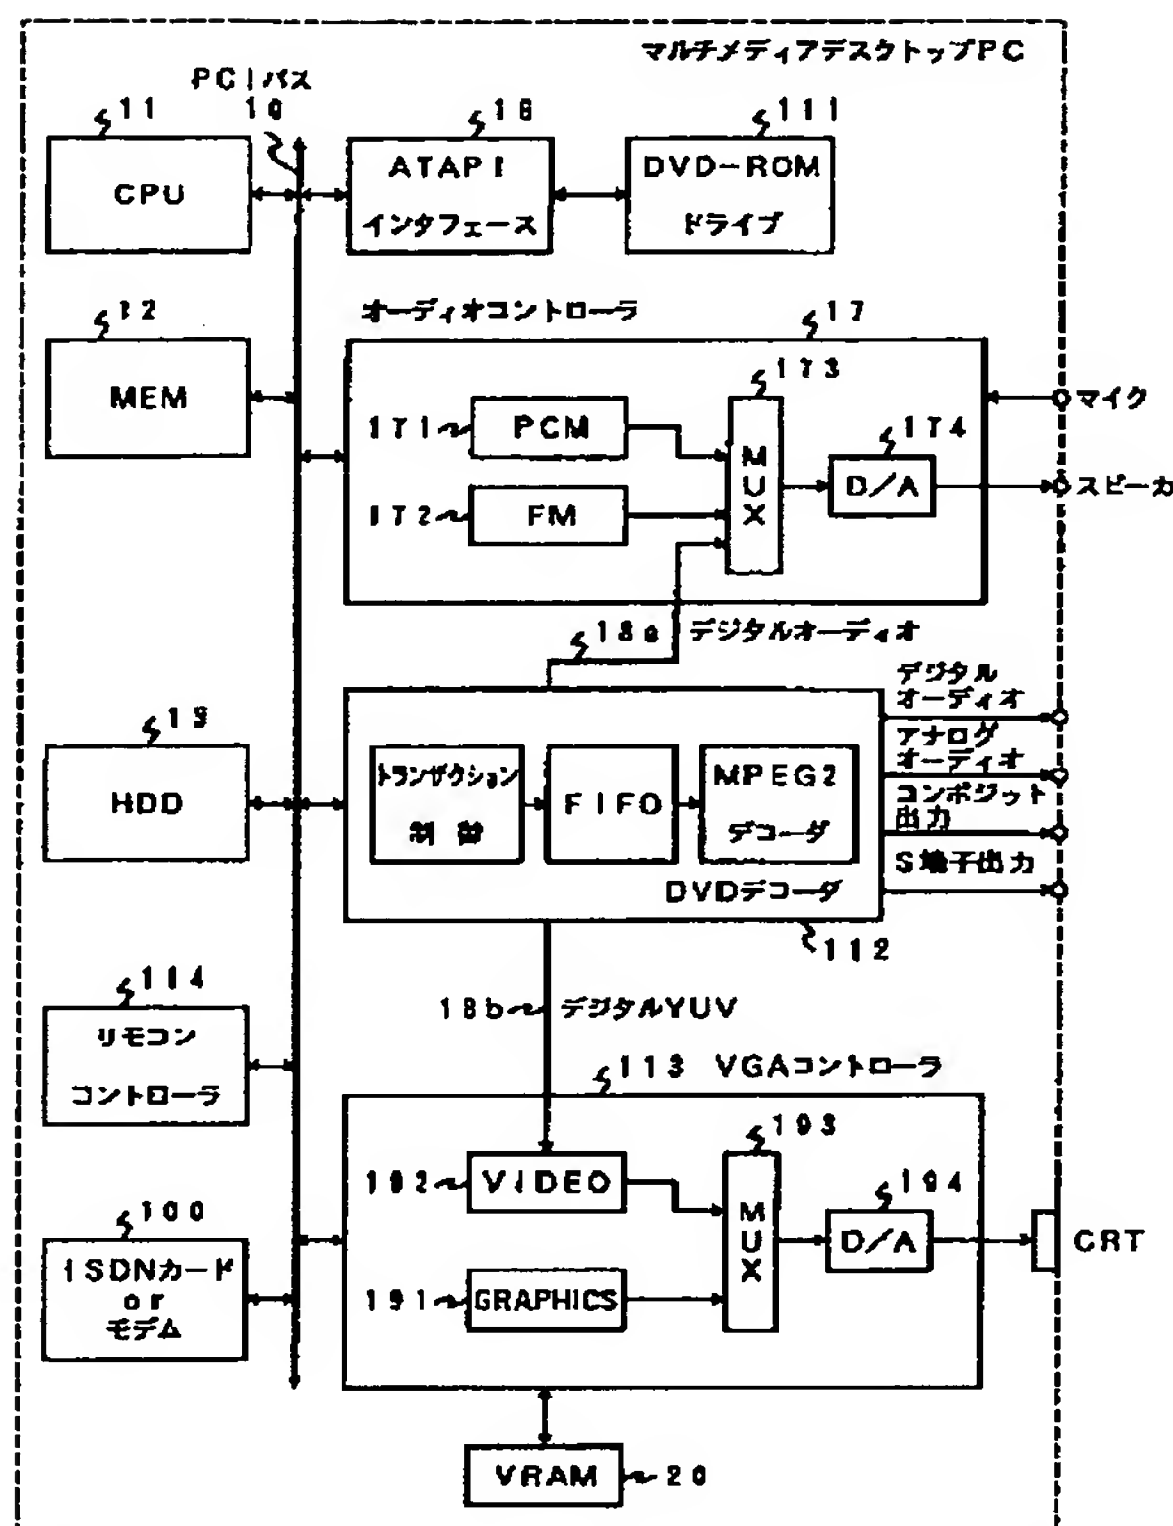 マルチメディアデスクトップPC
PCIバス
10
11
CPU
16
ATAPI
インタフェース
111
DVD-ROM
ドライブ
12
MEM
オーディオコントローラ
17
171
PCM
172
FM
173
MUX
174
D/A
マイク
スピーカ
18a
デジタルオーディオ
HDD
トランザクション
制御
FIFO
MPEG2
デコーダ
DVDデコーダ
112
デジタル
オーディオ
アナログ
オーディオ
コンポジット
出力
S端子出力
114
リモコン
コントローラ
18b
デジタルYUV
113 VGAコントローラ
192
VIDEO
191
GRAPHICS
193
MUX
194
D/A
CRT
100
ISDNカード
or
モデム
VRAM
20